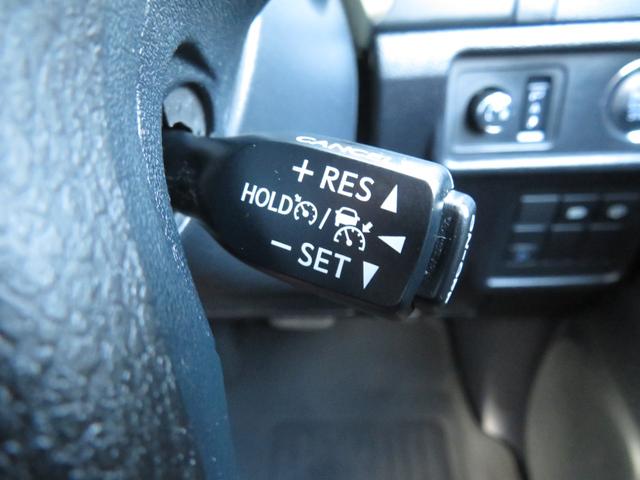 CANCEL
+ RES ▲
HOLD /
- SET ▼